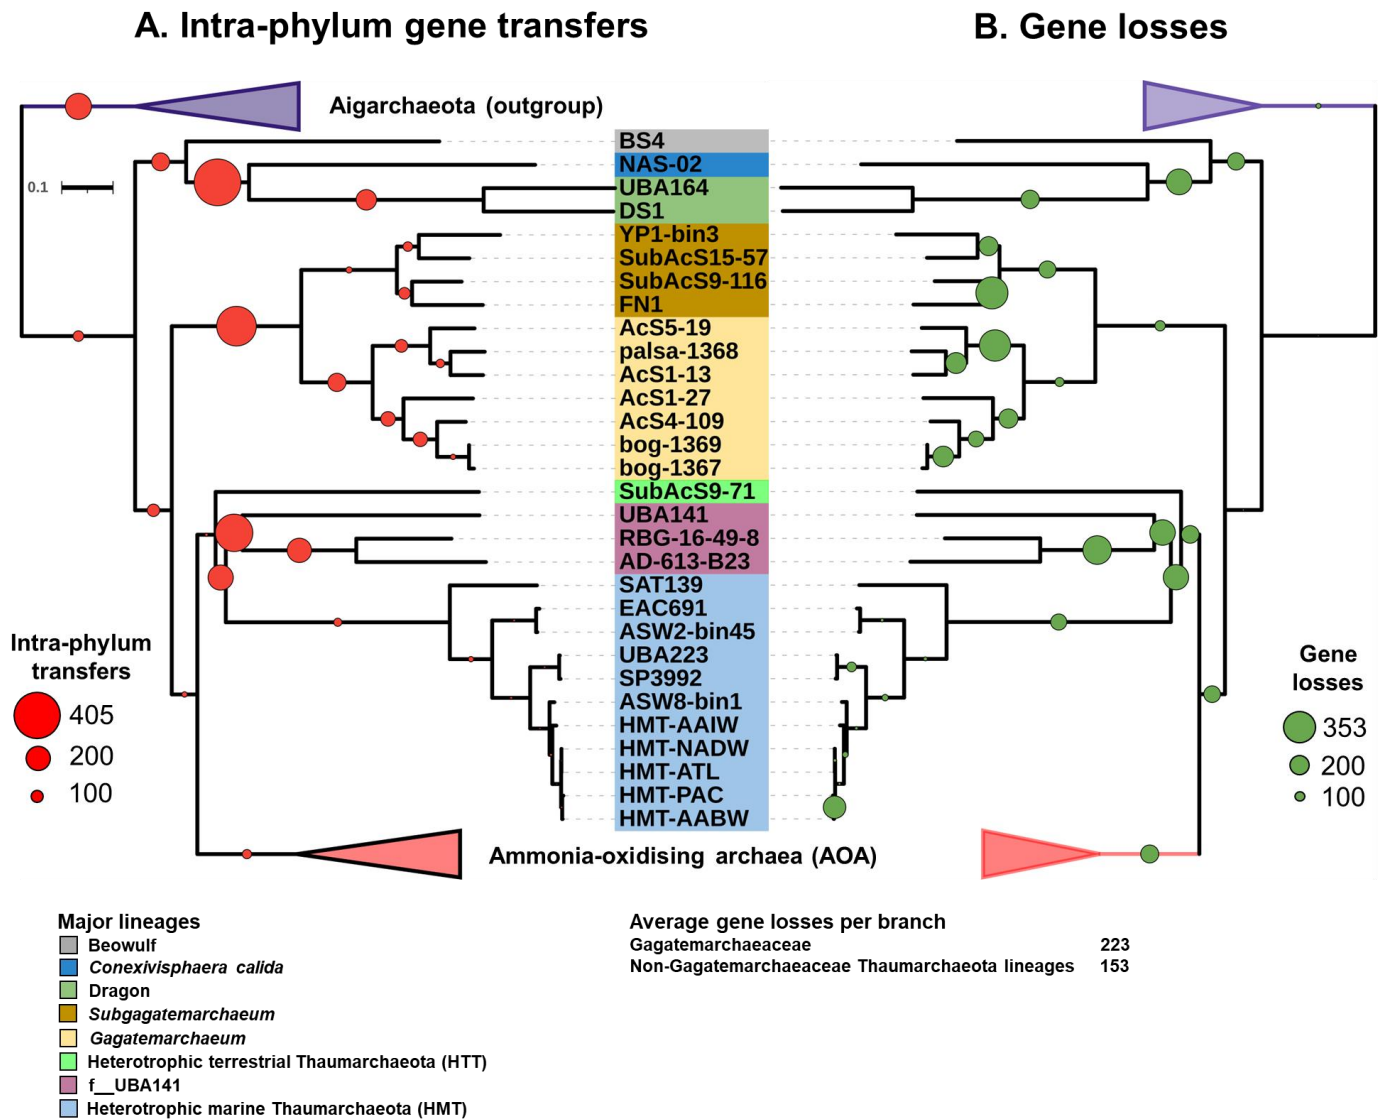 A. Intra-phylum gene transfers
B. Gene losses
Aigarchaeota (outgroup)
0.1
BS4
NAS-02
UBA164
DS1
YP1-bin3
SubAcS15-57
SubAcS9-116
FN1
AcS5-19
palsa-1368
AcS1-13
AcS1-27
AcS4-109
bog-1369
bog-1367
SubAcS9-71
UBA141
RBG-16-49-8
AD-613-B23
SAT139
EAC691
ASW2-bin45
UBA223
SP3992
ASW8-bin1
HMT-AAIW
HMT-NADW
HMT-ATL
HMT-PAC
HMT-AABW
Intra-phylum
transfers
405
200
100
Gene
losses
353
200
100
Ammonia-oxidising archaea (AOA)
Major lineages
Beowulf
Conexivisphaera calida
Dragon
Subgagatemarchaeum
Gagatemarchaeum
Heterotrophic terrestrial Thaumarchaeota (HTT)
f__UBA141
Heterotrophic marine Thaumarchaeota (HMT)
Average gene losses per branch
Gagatemarchaeaceae 223
Non-Gagatemarchaeaceae Thaumarchaeota lineages 153